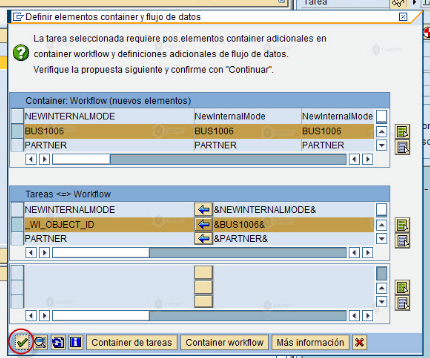 Tarea
Definir elementos container y flujo de datos
La tarea seleccionada requiere pos.elementos container adicionales en
container workflow y definiciones adicionales de flujo de datos.
Verifique la propuesta siguiente y confirme con "Continuar".
Container: Workflow (nuevos elementos)
NEWINTERNALMODE NewInternalMode NewInternalMode
BUS1006 BUS1006 BUS1006
PARTNER PARTNER PARTNER
Tareas <=> Workflow
NEWINTERNALMODE &NEWINTERNALMODE&
_WI_OBJECT_ID &BUS1006&
PARTNER &PARTNER&
Container de tareas Container workflow Más información